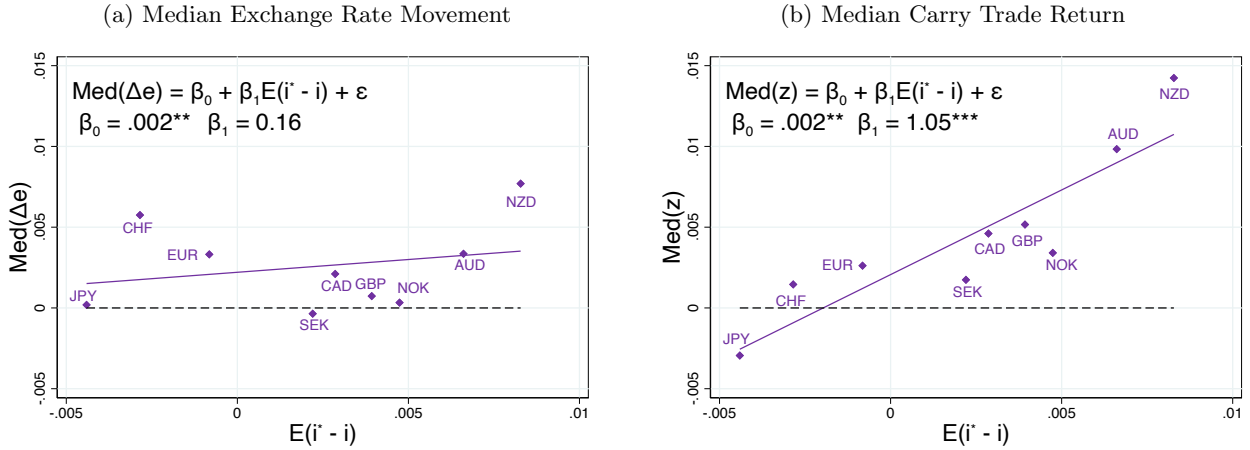 (a) Median Exchange Rate Movement
Med(Δe) = β₀ + β₁E(i* - i) + ε
β₀ = .002** β₁ = 0.16
Med(Δe)
.015
.01
.005
0
-.005
CHF
EUR
JPY
SEK
CAD
GBP
NOK
AUD
NZD
-.005 0 .005 .01
E(i* - i)
(b) Median Carry Trade Return
Med(z) = β₀ + β₁E(i* - i) + ε
β₀ = .002** β₁ = 1.05***
Med(z)
.015
.01
.005
0
-.005
NZD
AUD
GBP
CAD
NOK
EUR
SEK
CHF
JPY
-.005 0 .005 .01
E(i* - i)